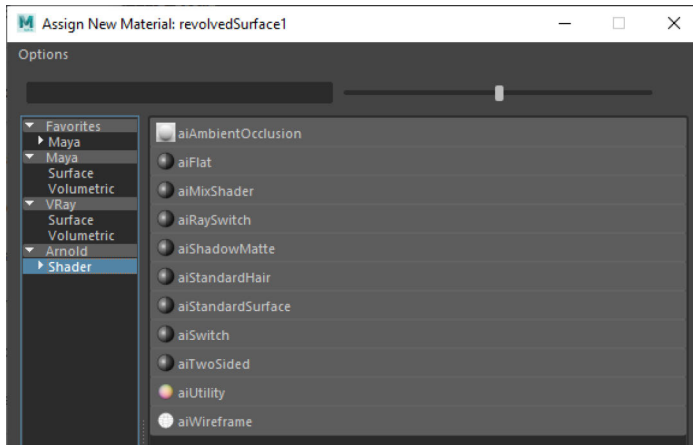 Assign New Material: revolvedSurface1
Options
Favorites
Maya
Maya
Surface
Volumetric
VRay
Surface
Volumetric
Arnold
Shader
aiAmbientOcclusion
aiFlat
aiMixShader
aiRaySwitch
aiShadowMatte
aiStandardHair
aiStandardSurface
aiSwitch
aiTwoSided
aiUtility
aiWireframe